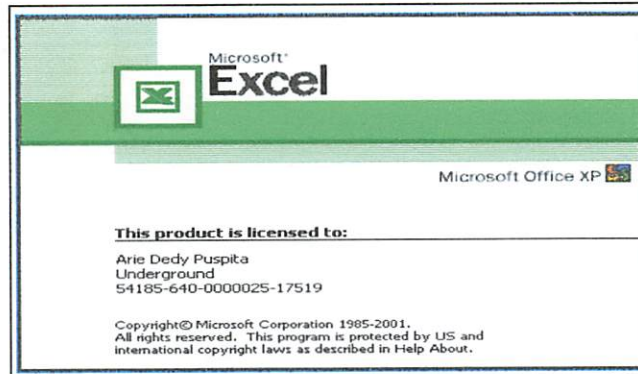 Microsoft
Excel
Microsoft Office XP
This product is licensed to:
Arie Dedy Puspita
Underground
54185-640-0000025-17519
Copyright© Microsoft Corporation 1985-2001.
All rights reserved. This program is protected by US and
international copyright laws as described in Help About.